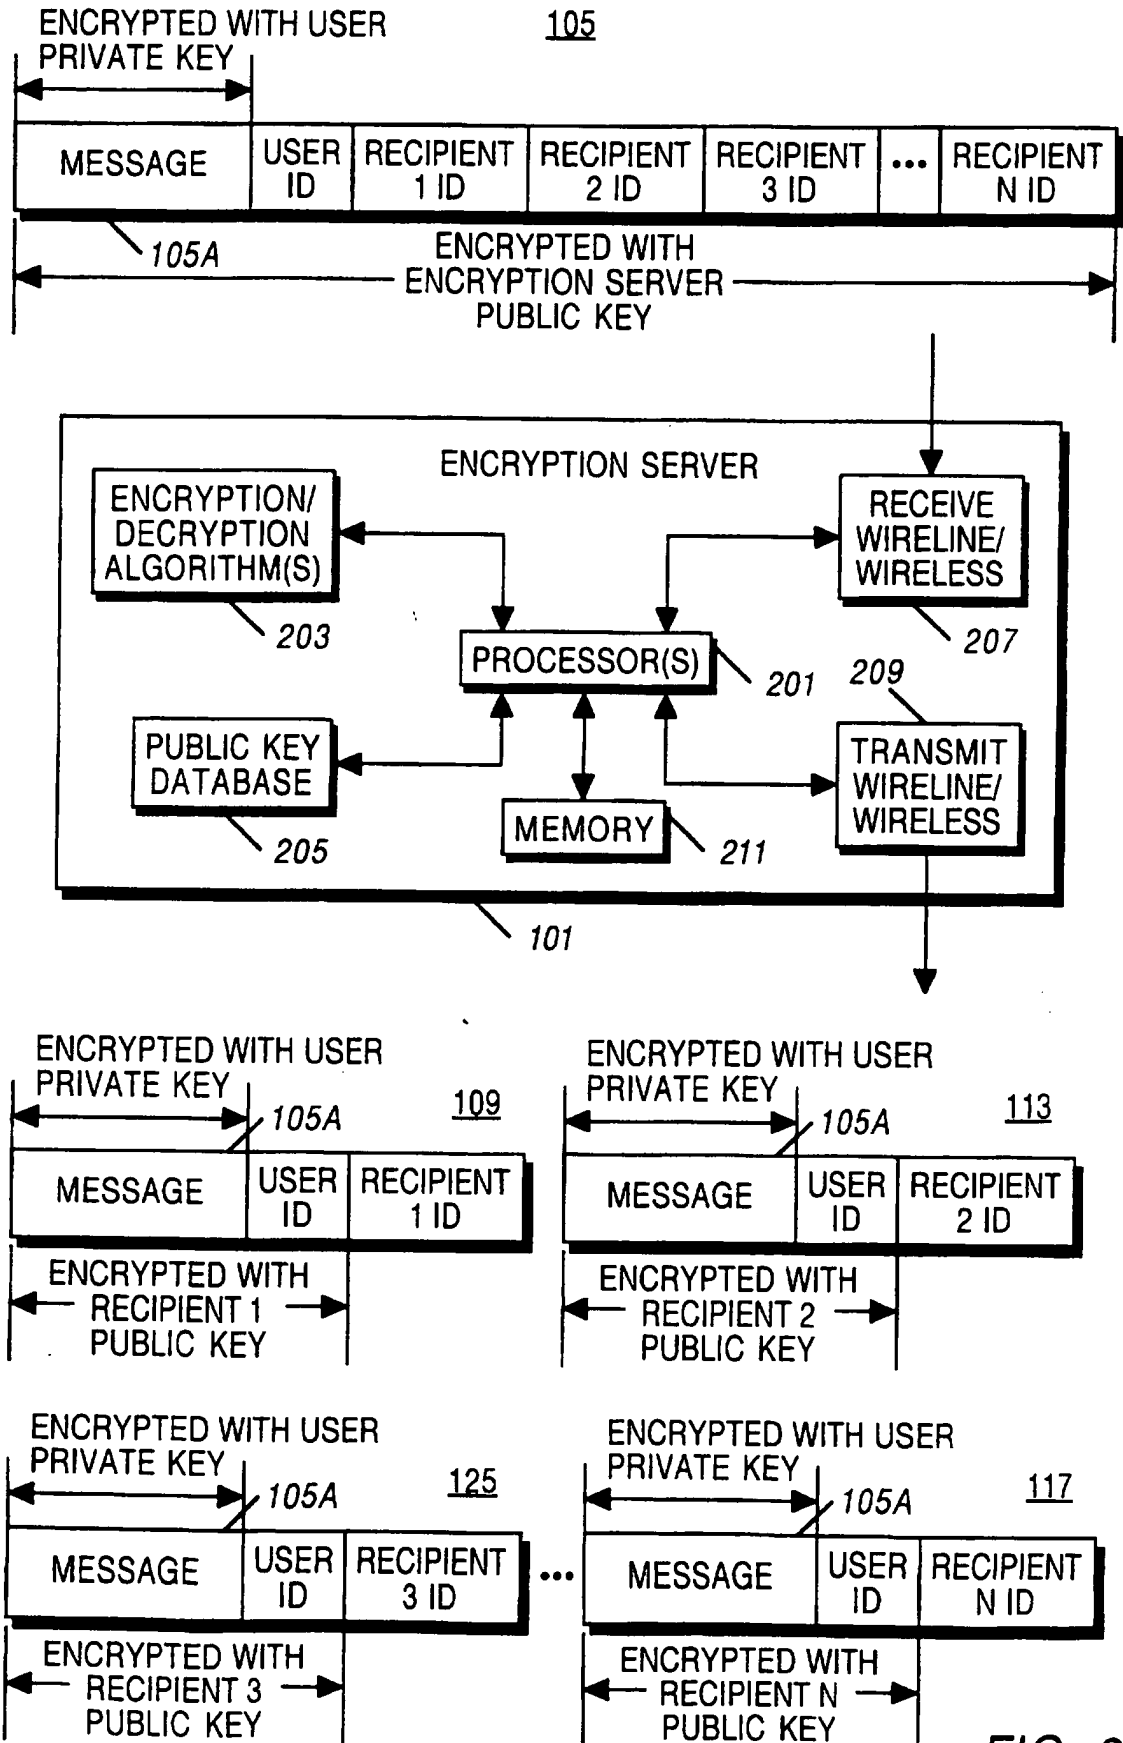 ENCRYPTED WITH USER
PRIVATE KEY
105
MESSAGE
USER
ID
RECIPIENT
1 ID
RECIPIENT
2 ID
RECIPIENT
3 ID
...
RECIPIENT
N ID
105A
ENCRYPTED WITH
ENCRYPTION SERVER
PUBLIC KEY
ENCRYPTION SERVER
ENCRYPTION/
DECRYPTION
ALGORITHM(S)
203
RECEIVE
WIRELINE/
WIRELESS
207
PROCESSOR(S)
201
209
PUBLIC KEY
DATABASE
205
TRANSMIT
WIRELINE/
WIRELESS
MEMORY
211
101
ENCRYPTED WITH USER
PRIVATE KEY
109
105A
MESSAGE
USER
ID
RECIPIENT
1 ID
ENCRYPTED WITH
RECIPIENT 1
PUBLIC KEY
ENCRYPTED WITH USER
PRIVATE KEY
113
105A
MESSAGE
USER
ID
RECIPIENT
2 ID
ENCRYPTED WITH
RECIPIENT 2
PUBLIC KEY
ENCRYPTED WITH USER
PRIVATE KEY
125
105A
MESSAGE
USER
ID
RECIPIENT
3 ID
ENCRYPTED WITH
RECIPIENT 3
PUBLIC KEY
...
ENCRYPTED WITH USER
PRIVATE KEY
117
105A
MESSAGE
USER
ID
RECIPIENT
N ID
ENCRYPTED WITH
RECIPIENT N
PUBLIC KEY